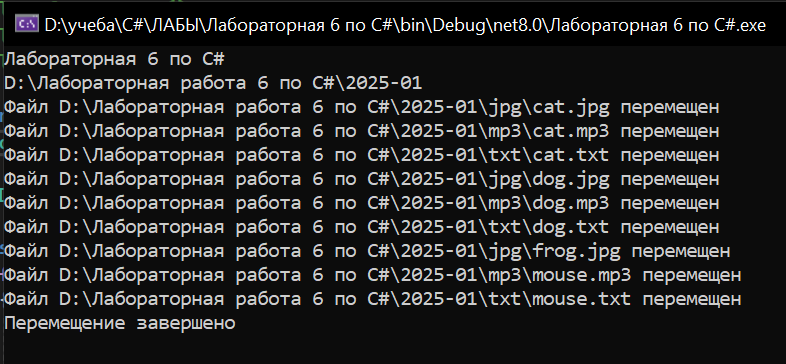 D:\учеба\C#\ЛАБЫ\Лабораторная 6 по C#\bin\Debug\net8.0\Лабораторная 6 по C#.exe
Лабораторная 6 по C#
D:\Лабораторная работа 6 по C#\2025-01
Файл D:\Лабораторная работа 6 по C#\2025-01\jpg\cat.jpg перемещен
Файл D:\Лабораторная работа 6 по C#\2025-01\mp3\cat.mp3 перемещен
Файл D:\Лабораторная работа 6 по C#\2025-01\txt\cat.txt перемещен
Файл D:\Лабораторная работа 6 по C#\2025-01\jpg\dog.jpg перемещен
Файл D:\Лабораторная работа 6 по C#\2025-01\mp3\dog.mp3 перемещен
Файл D:\Лабораторная работа 6 по C#\2025-01\txt\dog.txt перемещен
Файл D:\Лабораторная работа 6 по C#\2025-01\jpg\frog.jpg перемещен
Файл D:\Лабораторная работа 6 по C#\2025-01\mp3\mouse.mp3 перемещен
Файл D:\Лабораторная работа 6 по C#\2025-01\txt\mouse.txt перемещен
Перемещение завершено